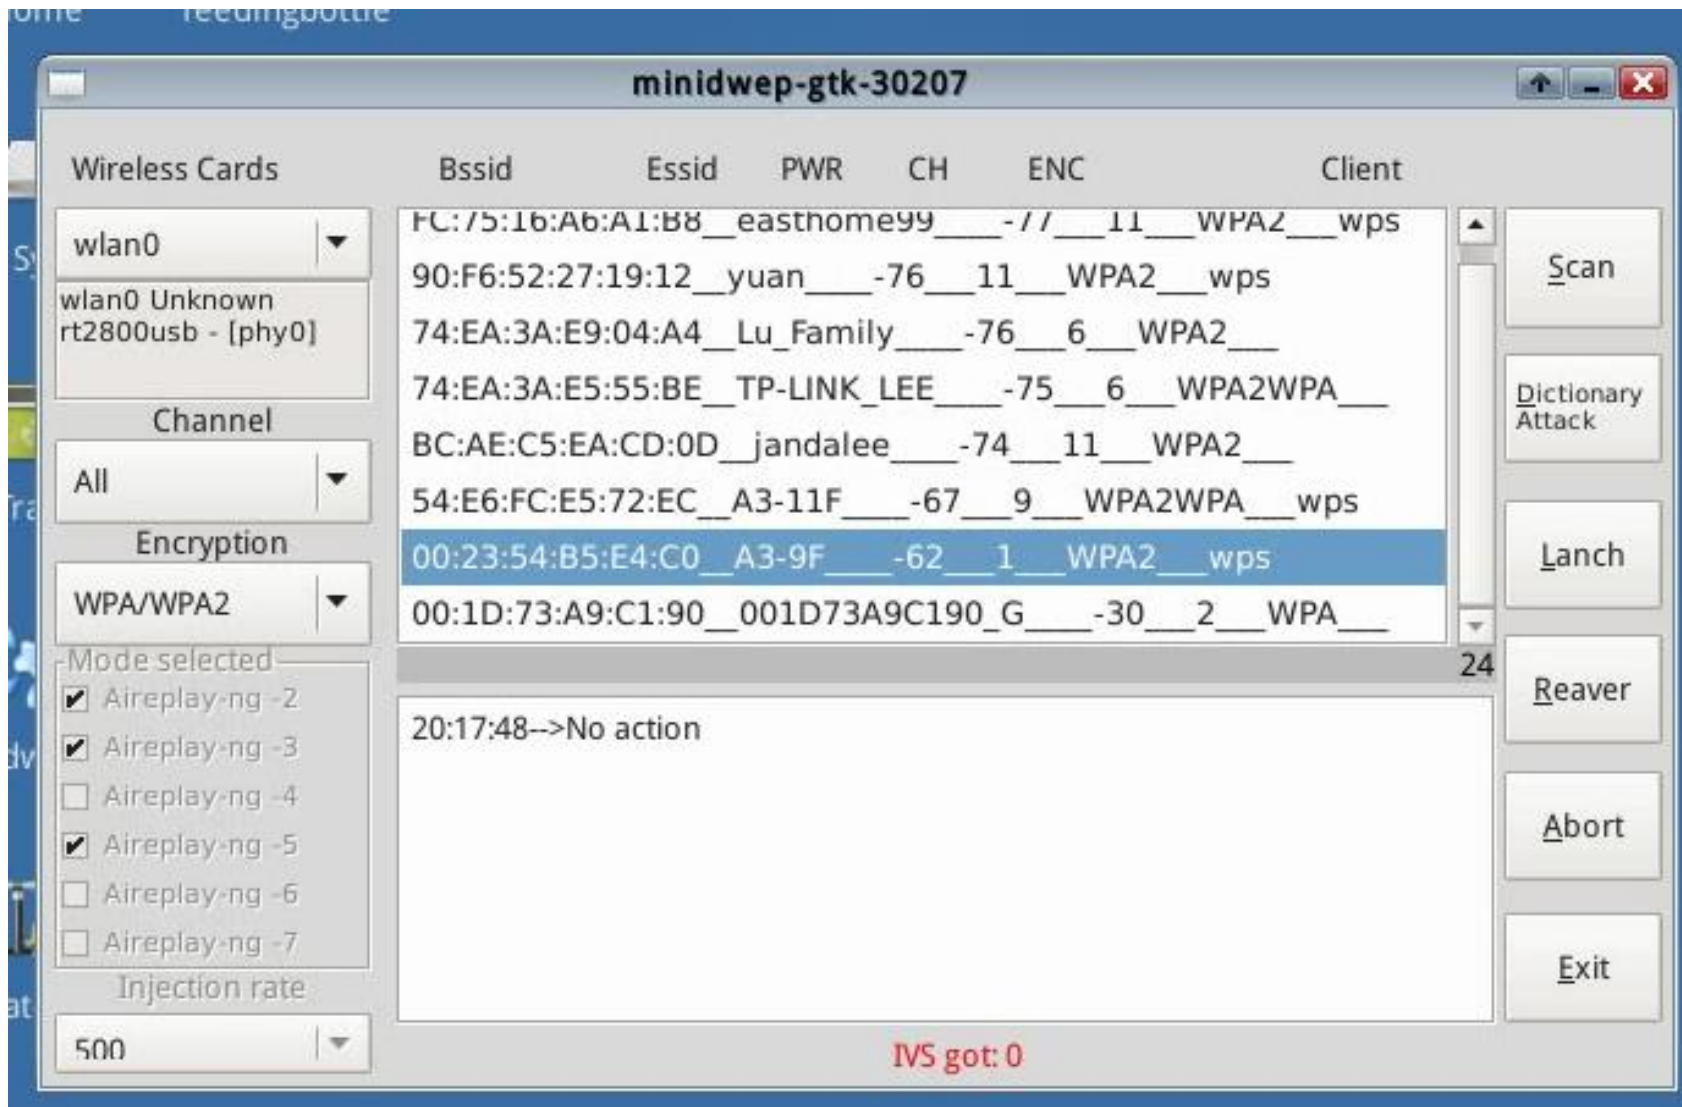 feedingbottle
minidwep-gtk-30207
Wireless Cards
Bssid Essid PWR CH ENC Client
wlan0
wlan0 Unknown
rt2800usb - [phy0]
Channel
All
Encryption
WPA/WPA2
Mode selected
Aireplay-ng -2
Aireplay-ng -3
Aireplay-ng -4
Aireplay-ng -5
Aireplay-ng -6
Aireplay-ng -7
Injection rate
500
FC:75:16:A6:A1:B8__easthome99____-77___11___WPA2___wps
90:F6:52:27:19:12__yuan____-76___11___WPA2___wps
74:EA:3A:E9:04:A4__Lu_Family____-76___6___WPA2___
74:EA:3A:E5:55:BE__TP-LINK_LEE____-75___6___WPA2WPA___
BC:AE:C5:EA:CD:0D__jandalee____-74___11___WPA2___
54:E6:FC:E5:72:EC__A3-11F____-67___9___WPA2WPA___wps
00:23:54:B5:E4:C0__A3-9F____-62___1___WPA2___wps
00:1D:73:A9:C1:90__001D73A9C190_G____-30___2___WPA___
24
20:17:48-->No action
IVS got: 0
Scan
Dictionary
Attack
Lanch
Reaver
Abort
Exit